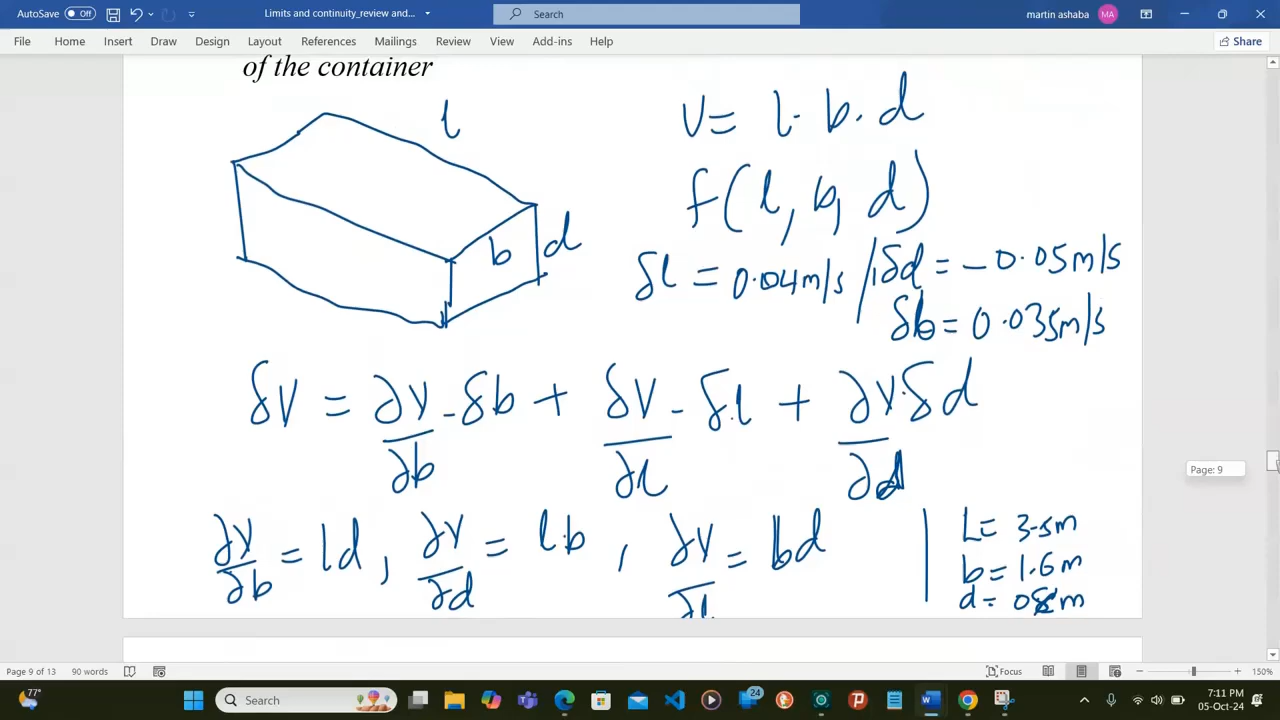 AutoSave Off Limits and continuity_review and... Search martin ashaba MA
File Home Insert Draw Design Layout References Mailings Review View Add-ins Help Share
of the container
l
b
d
V= l. b. d
f(l, b, d)
δl = 0.04m/s / δd = -0.05m/s
δb = 0.035m/s
δV = ∂V/∂b - δb + δV/∂l - δl + ∂V/∂d . δd
∂V/∂b = ld, ∂V/∂d = l.b, ∂V/∂l = bd
L= 3.5m
b = 1.6m
Page: 9
Page 9 of 13 90 words Focus 150%
77° Search 24 7:11 PM
05-Oct-24